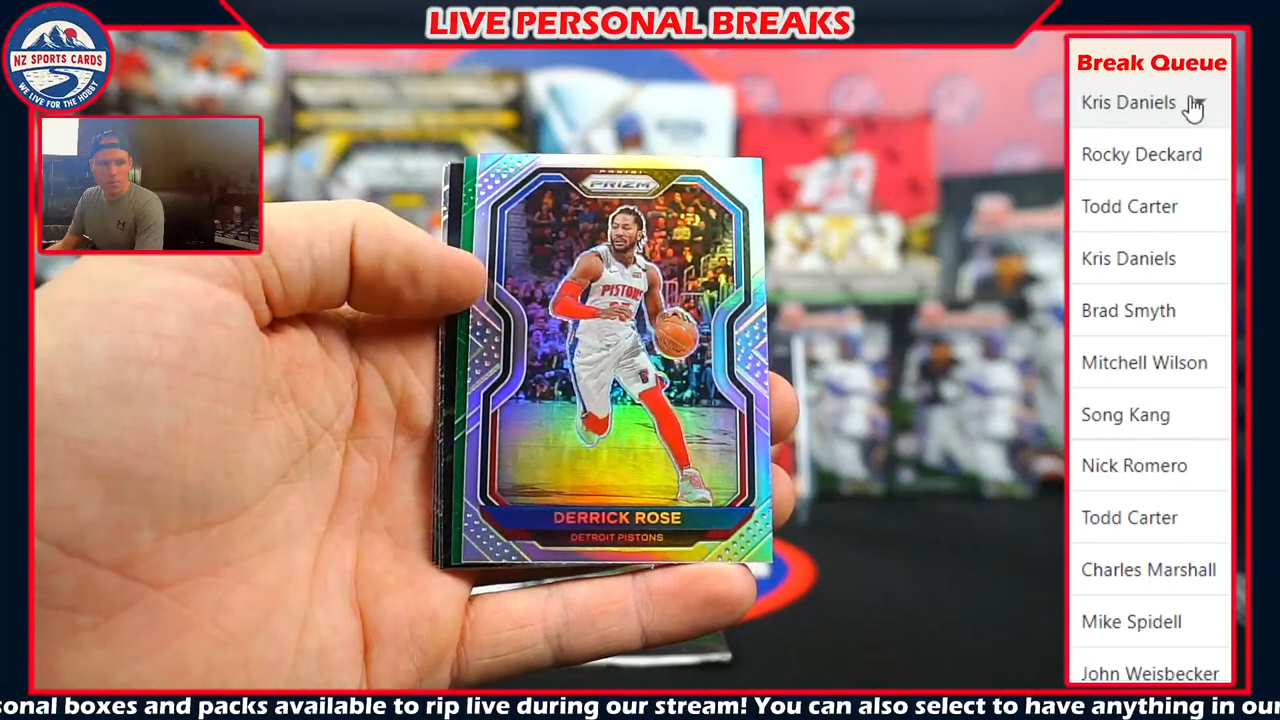 LIVE PERSONAL BREAKS
NZ SPORTS CARDS
WE LIVE FOR THE HOBBY
Break Queue
Kris Daniels
Rocky Deckard
Todd Carter
Kris Daniels
Brad Smyth
Mitchell Wilson
Song Kang
Nick Romero
Todd Carter
Charles Marshall
Mike Spidell
John Weisbecker
PANINI
PRIZM
PISTONS
DERRICK ROSE
DETROIT PISTONS
sonal boxes and packs available to rip live during our stream! You can also select to have anything in our